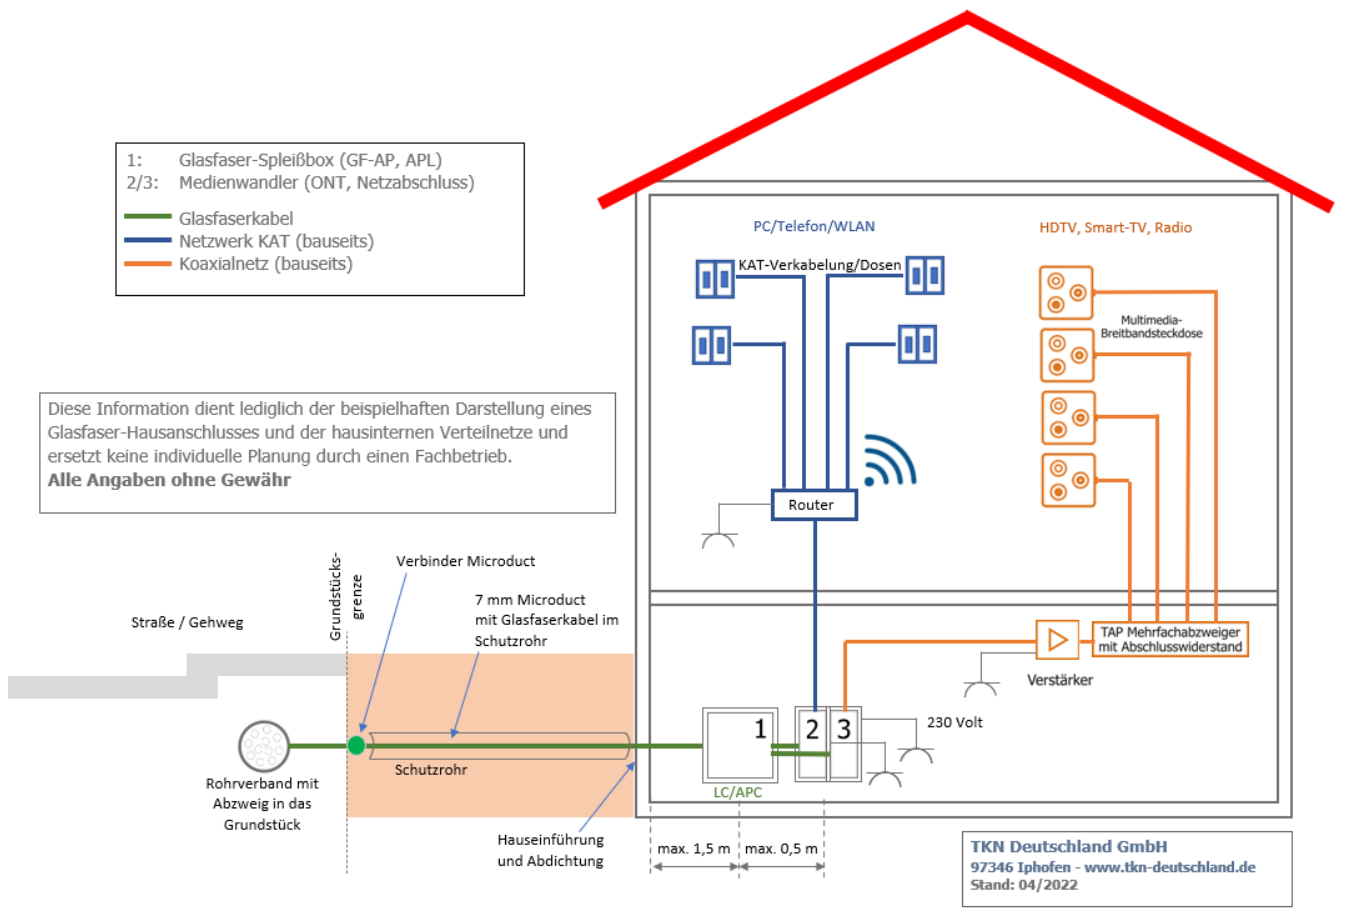 1: Glasfaser-Spleißbox (GF-AP, APL)
2/3: Medienwandler (ONT, Netzabschluss)
Glasfaserkabel
Netzwerk KAT (bauseits)
Koaxialnetz (bauseits)
Diese Information dient lediglich der beispielhaften Darstellung eines
Glasfaser-Hausanschlusses und der hausinternen Verteilnetze und
ersetzt keine individuelle Planung durch einen Fachbetrieb.
Alle Angaben ohne Gewähr
PC/Telefon/WLAN
KAT-Verkabelung/Dosen
HDTV, Smart-TV, Radio
Multimedia-
Breitbandsteckdose
Router
TAP Mehrfachabzweiger
mit Abschlusswiderstand
Verstärker
230 Volt
1
2
3
LC/APC
max. 1,5 m
max. 0,5 m
Straße / Gehweg
Grundstücks-
grenze
Verbinder Microduct
7 mm Microduct
mit Glasfaserkabel im
Schutzrohr
Schutzrohr
Rohrverband mit
Abzweig in das
Grundstück
Hauseinführung
und Abdichtung
TKN Deutschland GmbH
97346 Iphofen - www.tkn-deutschland.de
Stand: 04/2022